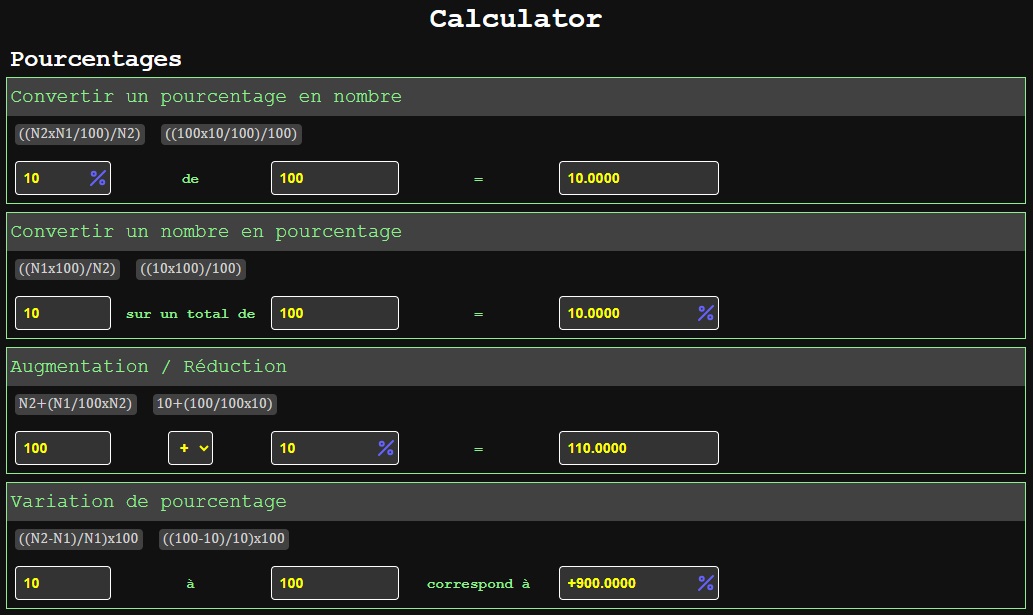 Calculator
Pourcentages
Convertir un pourcentage en nombre
((N2xN1/100)/N2) ((100x10/100)/100)
10 % de 100 = 10.0000
Convertir un nombre en pourcentage
((N1x100)/N2) ((10x100)/100)
10 sur un total de 100 = 10.0000 %
Augmentation / Réduction
N2+(N1/100xN2) 10+(100/100x10)
100 + 10 % = 110.0000
Variation de pourcentage
((N2-N1)/N1)x100 ((100-10)/10)x100
10 à 100 correspond à +900.0000 %